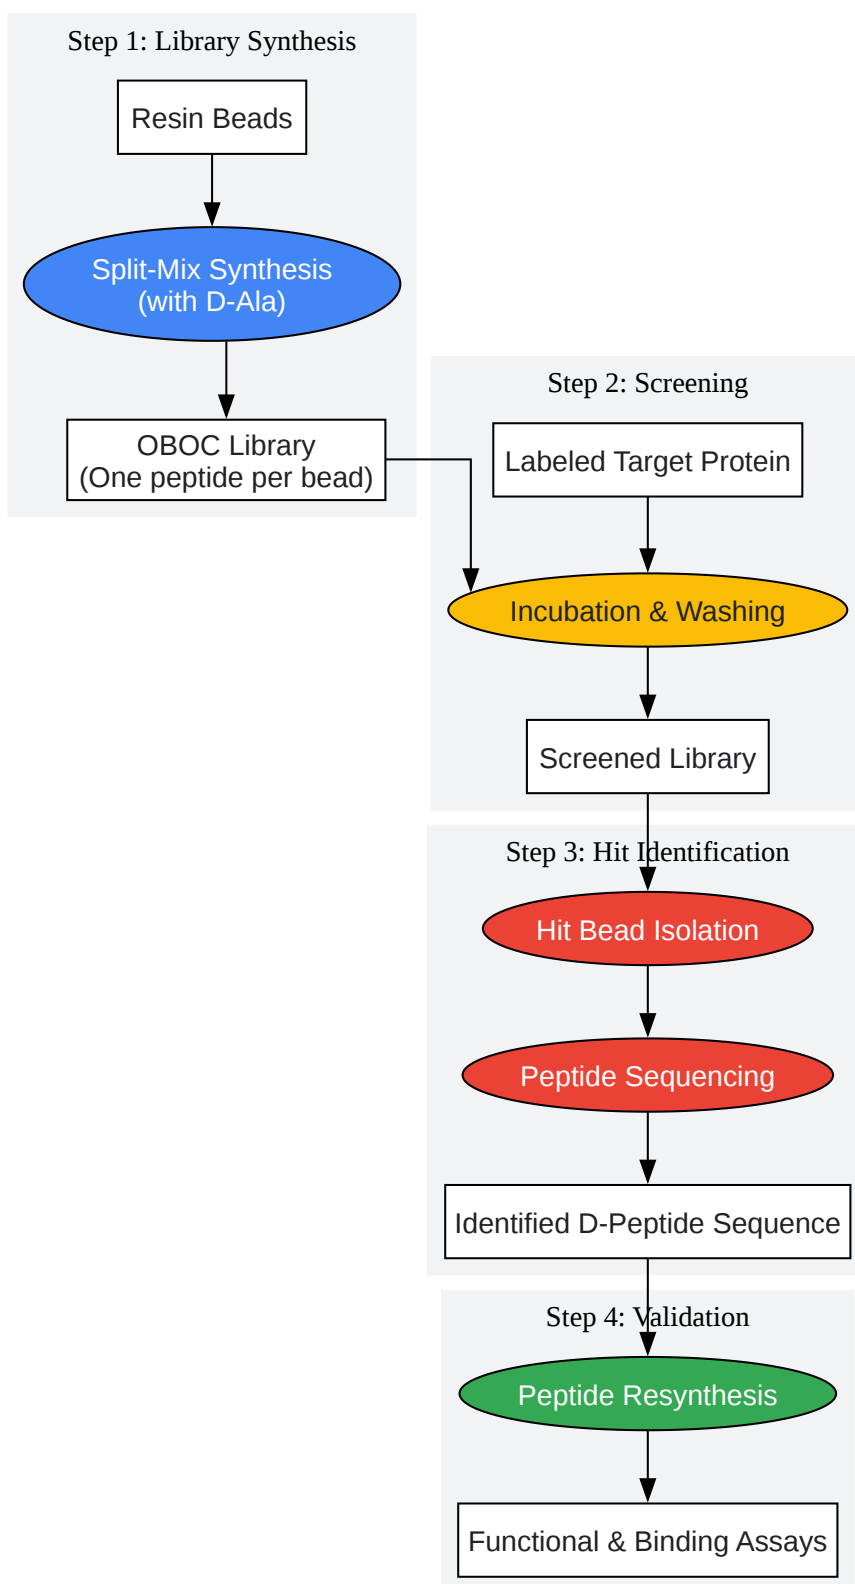 Step 1: Library Synthesis
Resin Beads
Split-Mix Synthesis
(with D-Ala)
OBOC Library
(One peptide per bead)
Step 2: Screening
Labeled Target Protein
Incubation & Washing
Screened Library
Step 3: Hit Identification
Hit Bead Isolation
Peptide Sequencing
Identified D-Peptide Sequence
Step 4: Validation
Peptide Resynthesis
Functional & Binding Assays